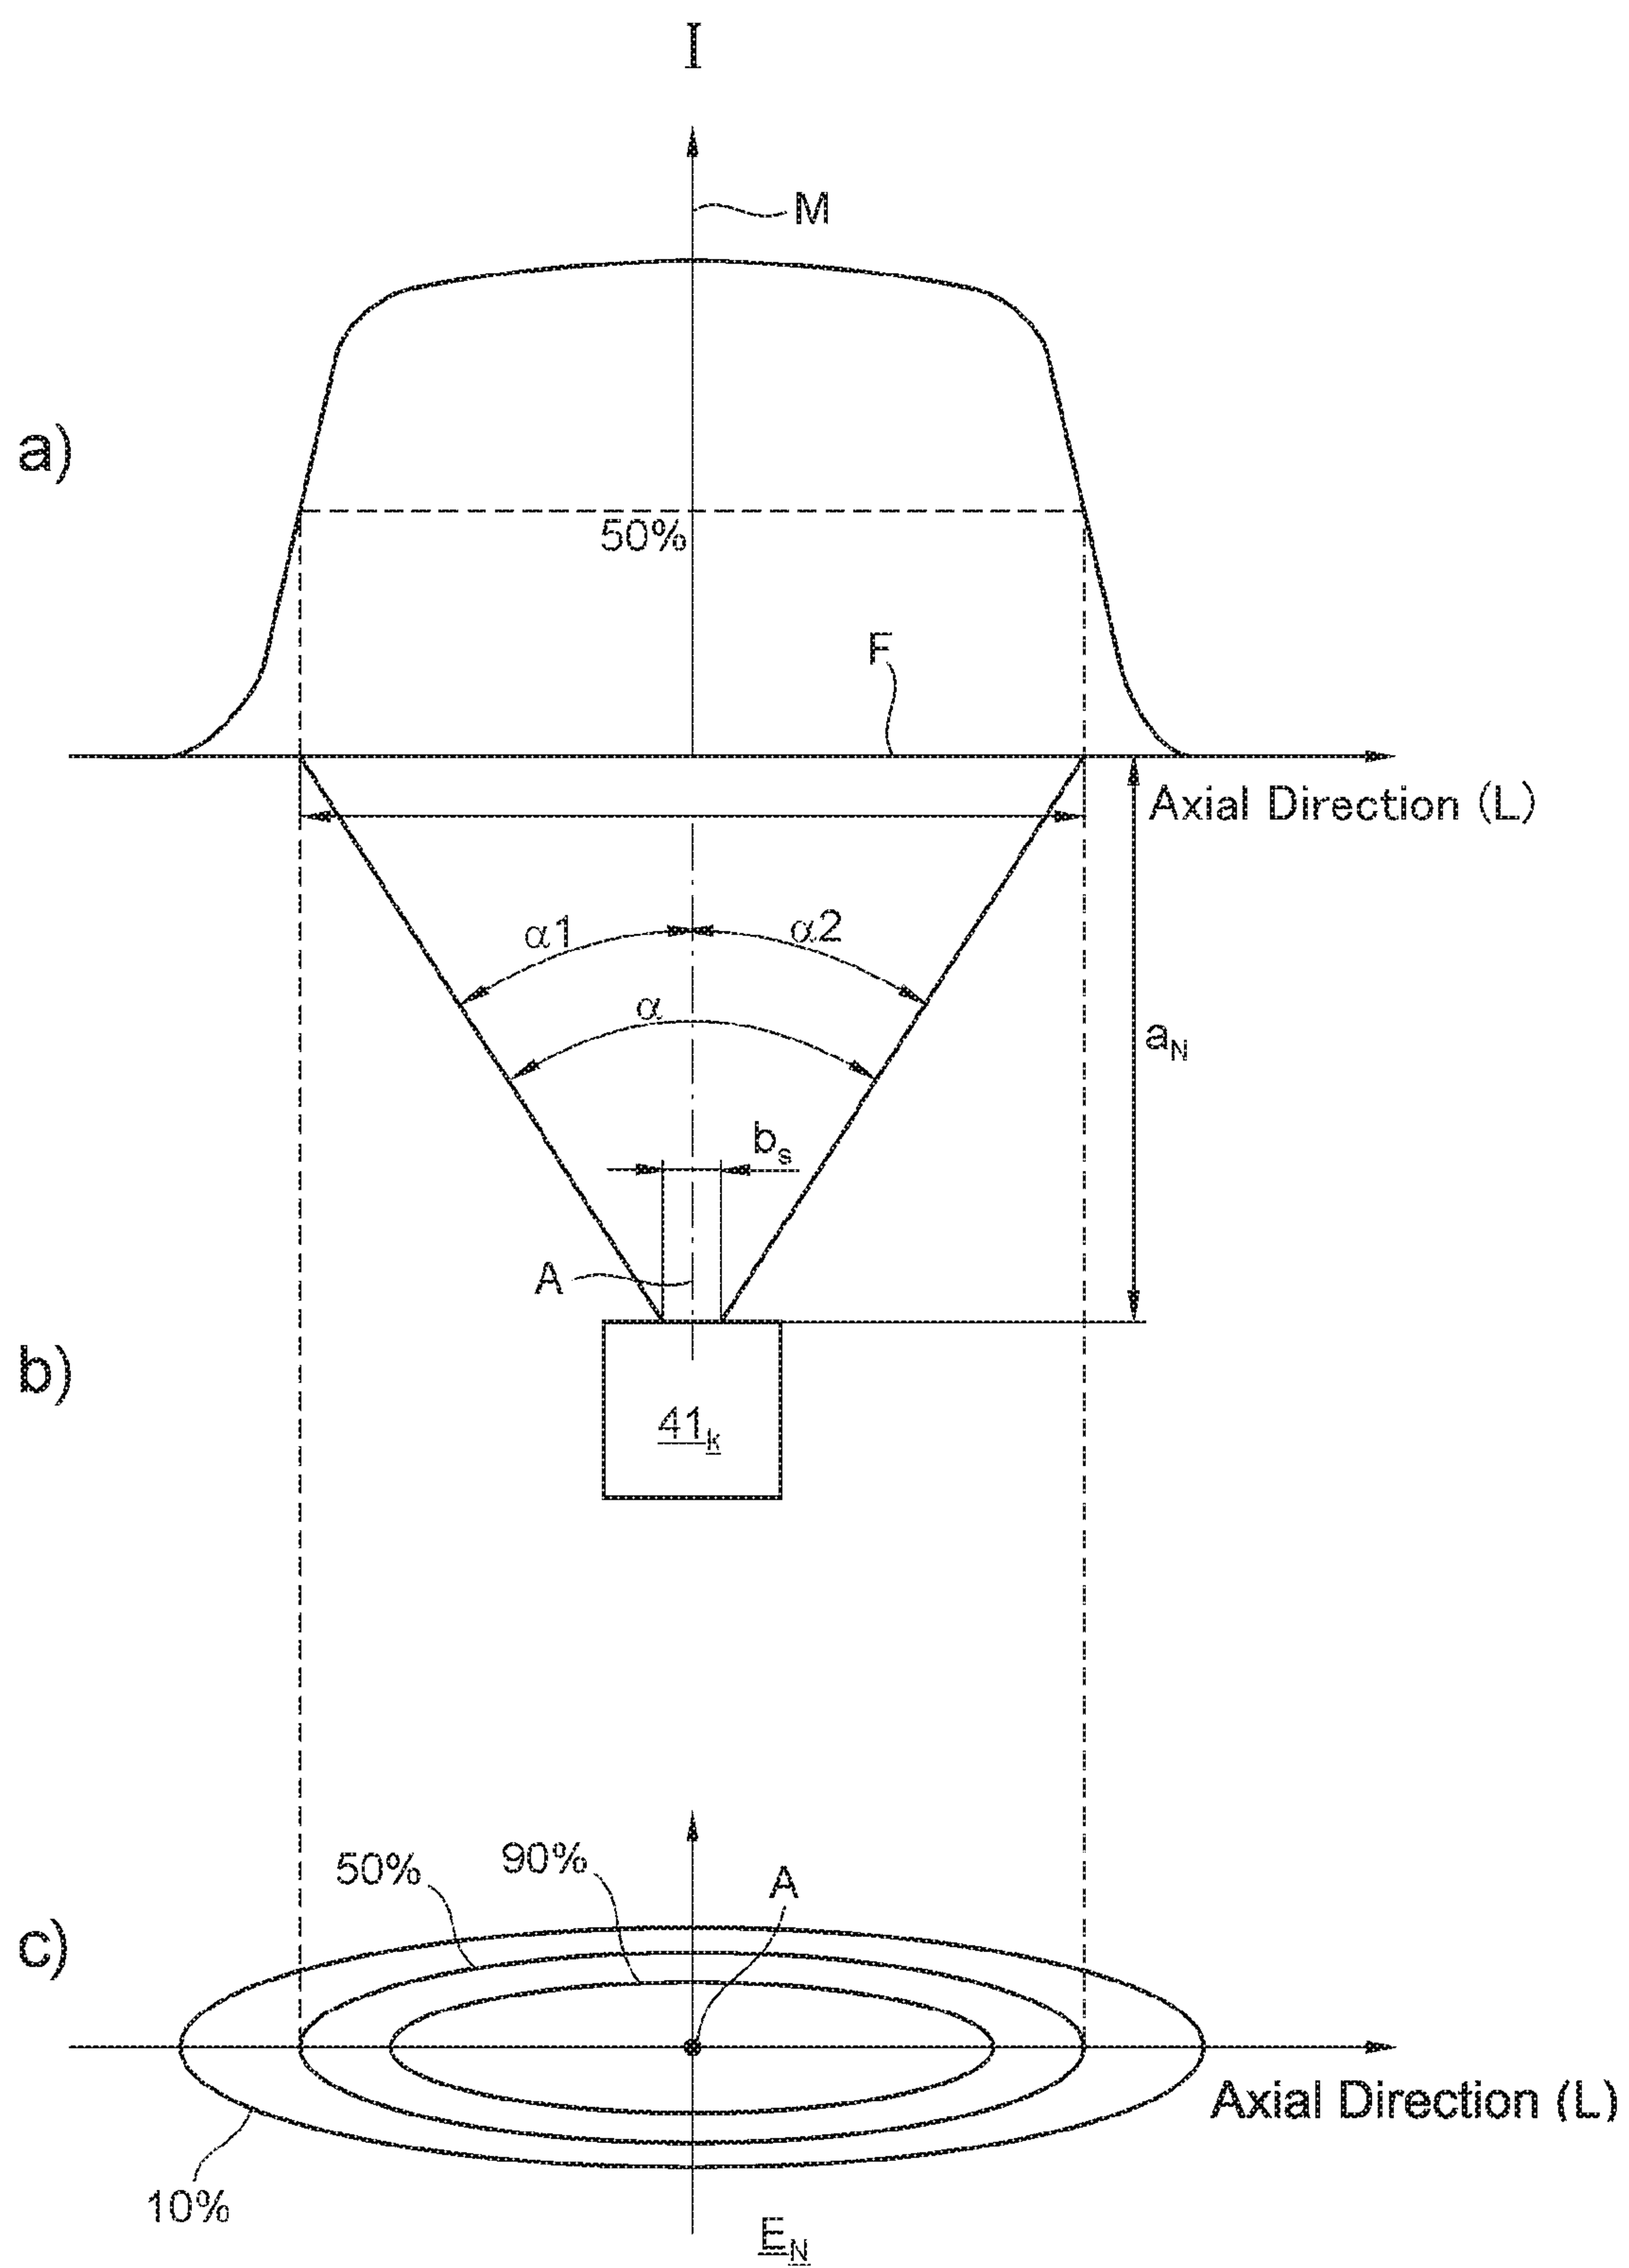 I
M
a)
50%
F
Axial Direction (L)
α1
α2
α
aN
bs
A
b)
41k
50%
90%
A
c)
Axial Direction (L)
10%
EN